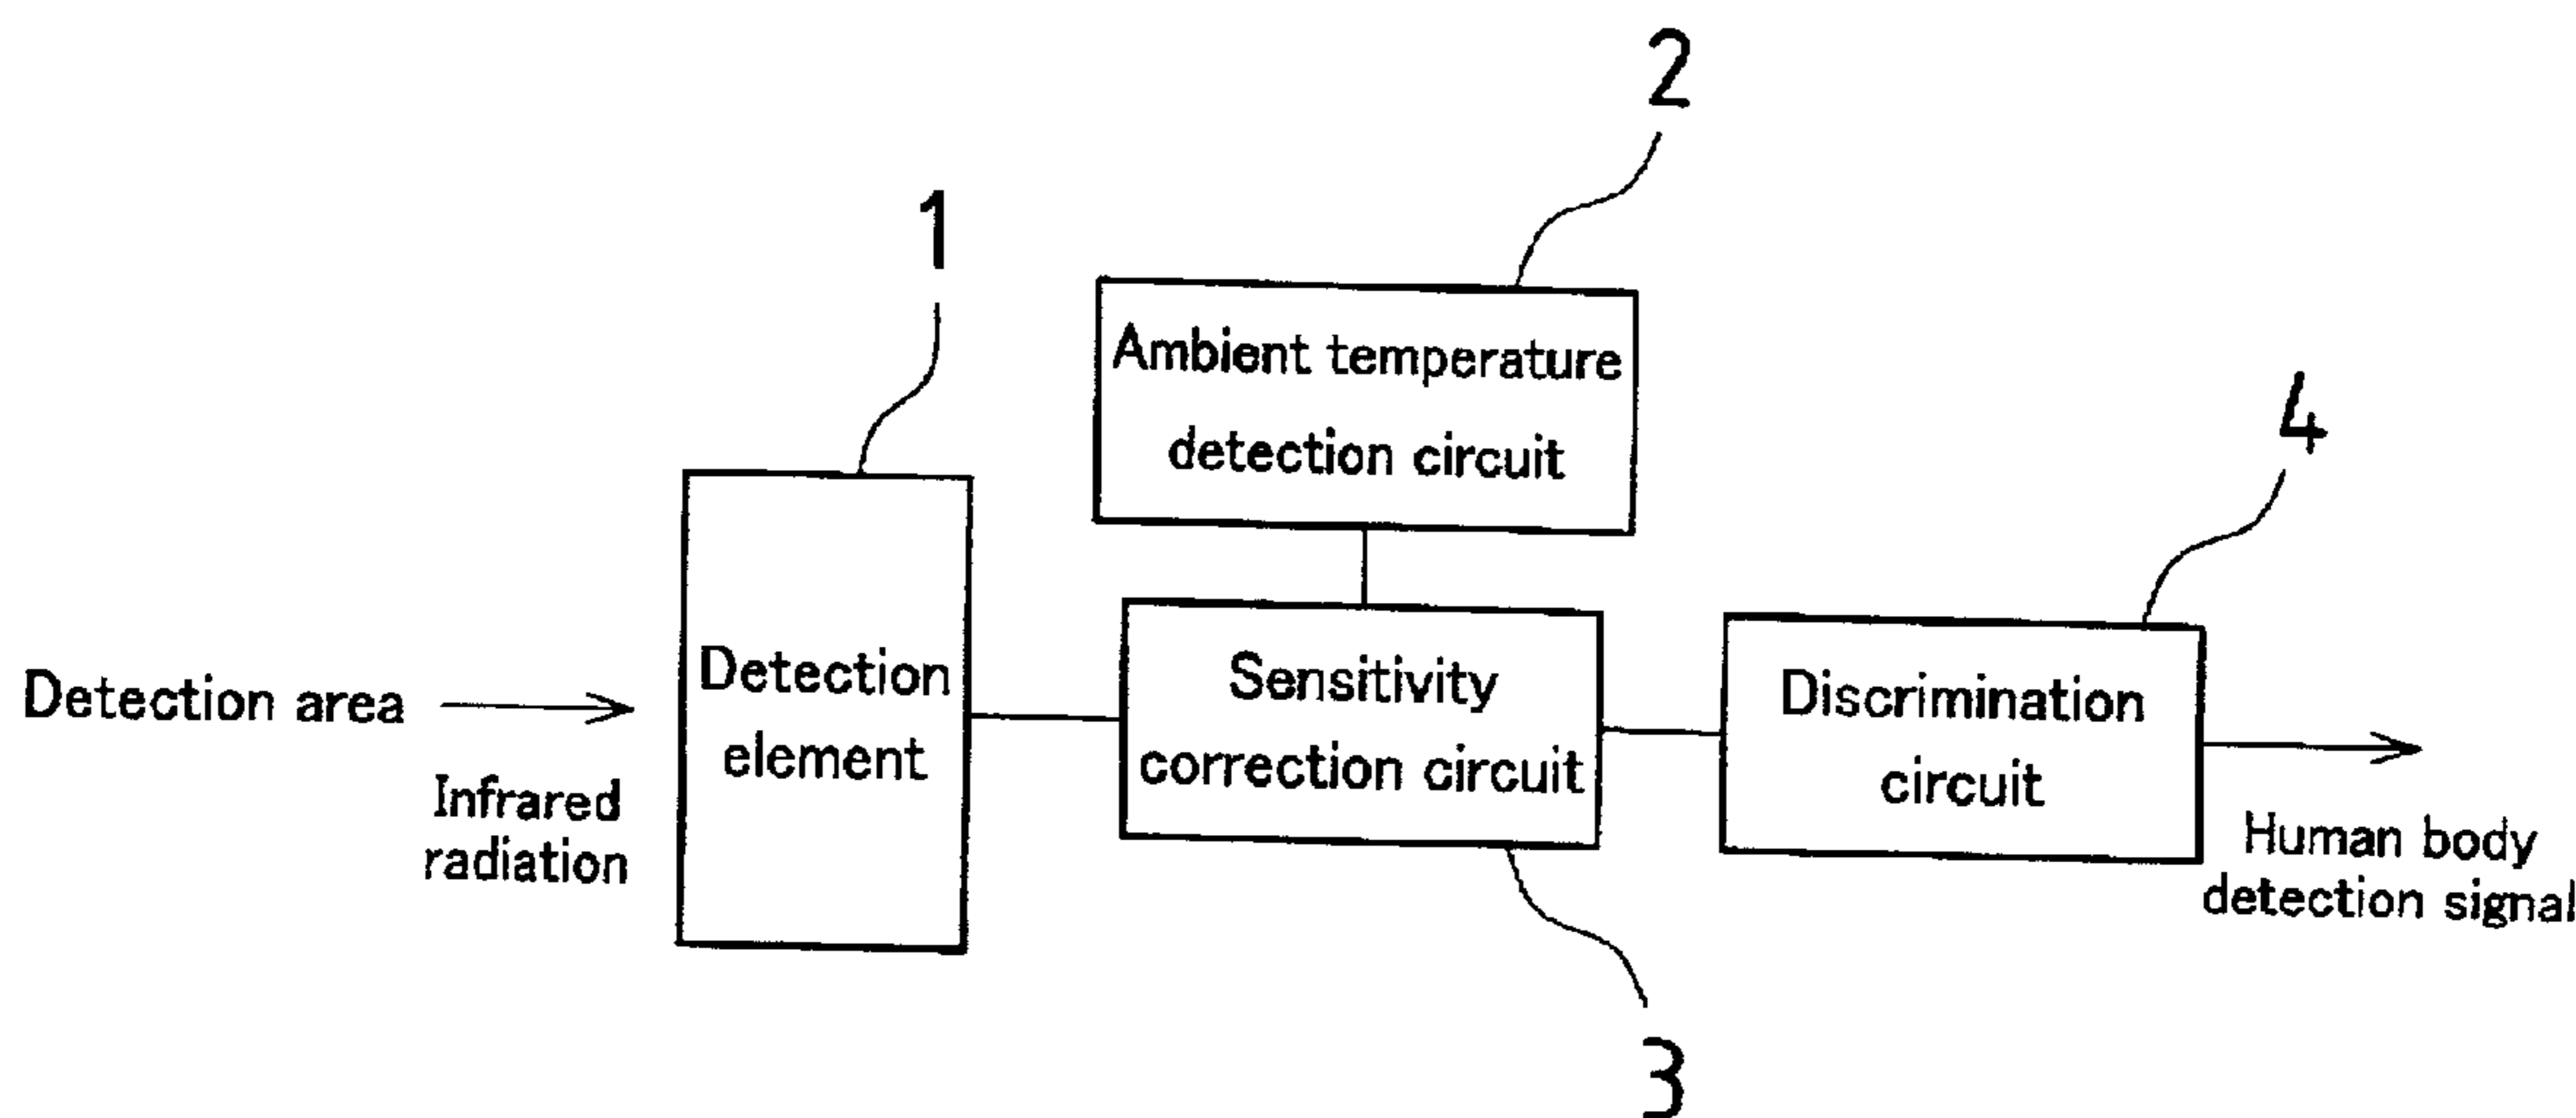 2
1
Ambient temperature
detection circuit
4
Detection area
Infrared
radiation
Detection
element
Sensitivity
correction circuit
Discrimination
circuit
Human body
detection signal
3